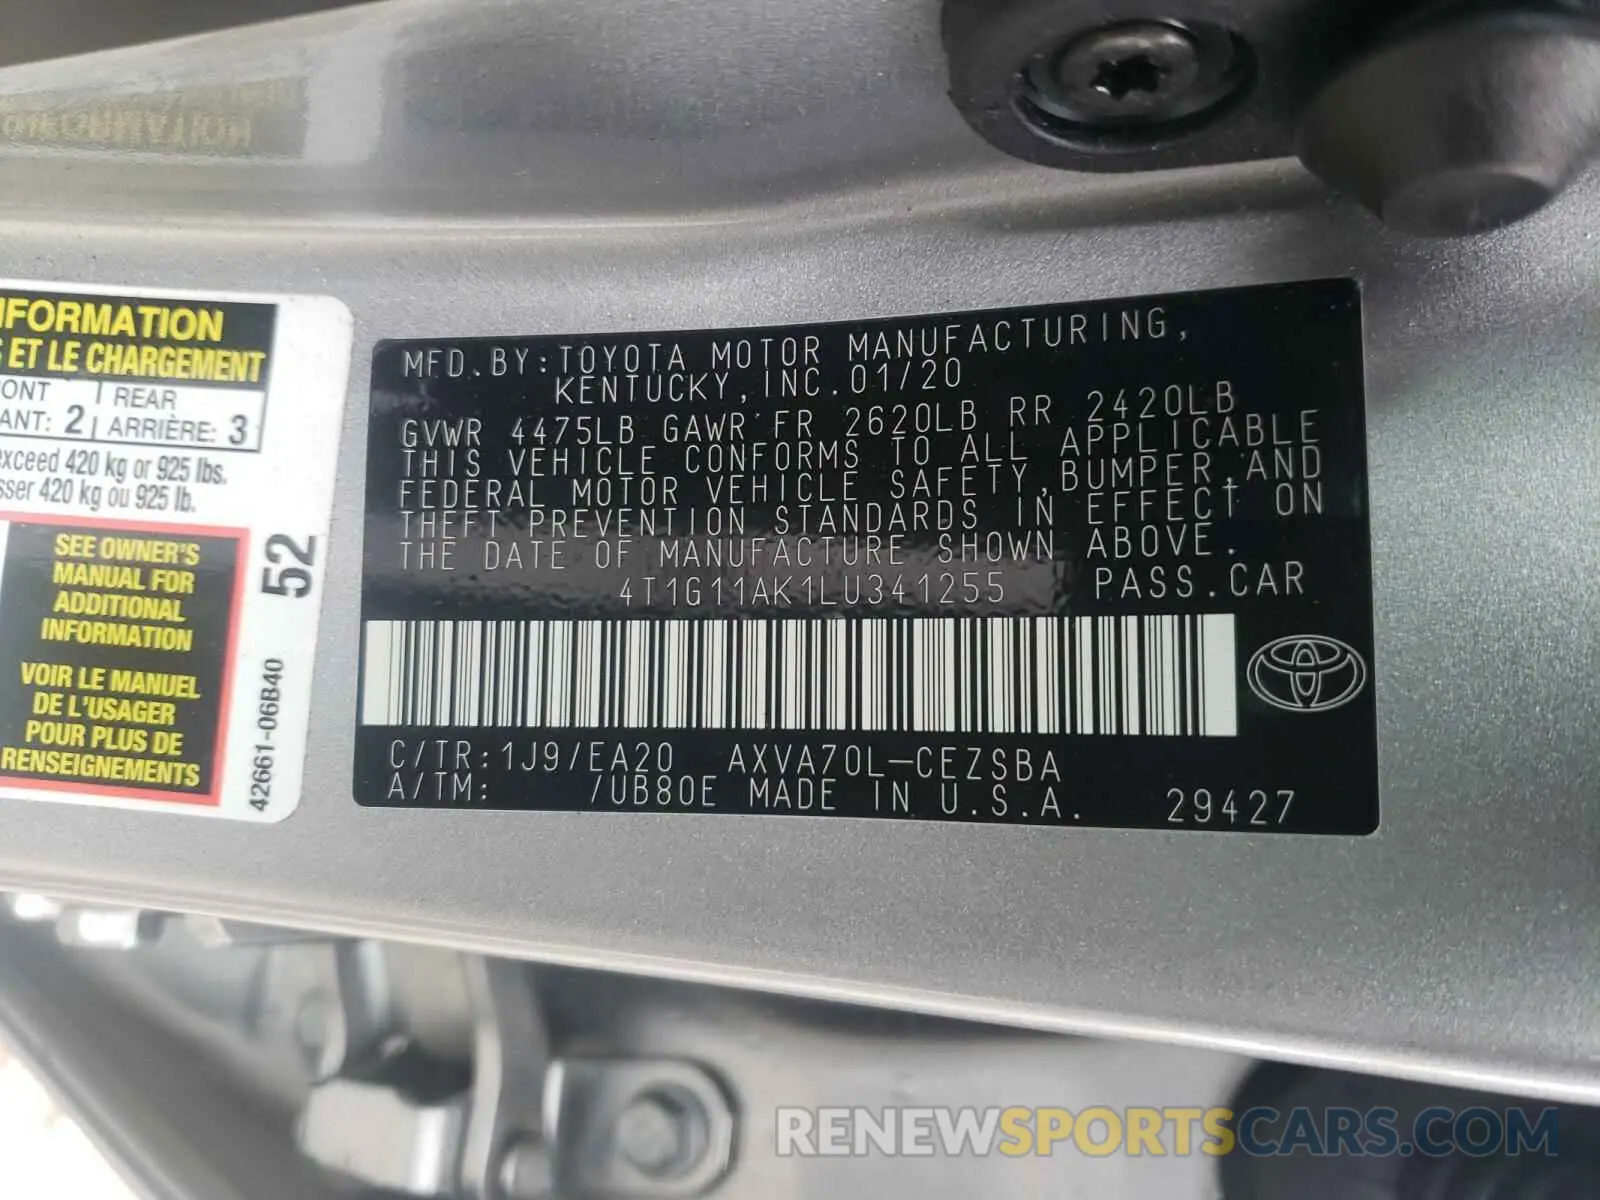 NFORMATION
ET LE CHARGEMENT
ONT REAR
ANT: 2 ARRIÈRE: 3
exceed 420 kg or 925 lbs.
sser 420 kg ou 925 lb.
SEE OWNER'S
MANUAL FOR
ADDITIONAL
INFORMATION
VOIR LE MANUEL
DE L'USAGER
POUR PLUS DE
RENSEIGNEMENTS
52
42661-06B40
MFD.BY:TOYOTA MOTOR MANUFACTURING,
KENTUCKY,INC.01/20
GVWR 4475LB GAWR FR 2620LB RR 2420LB
THIS VEHICLE CONFORMS TO ALL APPLICABLE
FEDERAL MOTOR VEHICLE SAFETY,BUMPER,AND
THEFT PREVENTION STANDARDS IN EFFECT ON
THE DATE OF MANUFACTURE SHOWN ABOVE.
4T1G11AK1LU341255 PASS.CAR
C/TR:1J9/EA20 AXVA70L-CEZSBA
A/TM: /UB80E MADE IN U.S.A. 29427
RENEWSPORTSCARS.COM